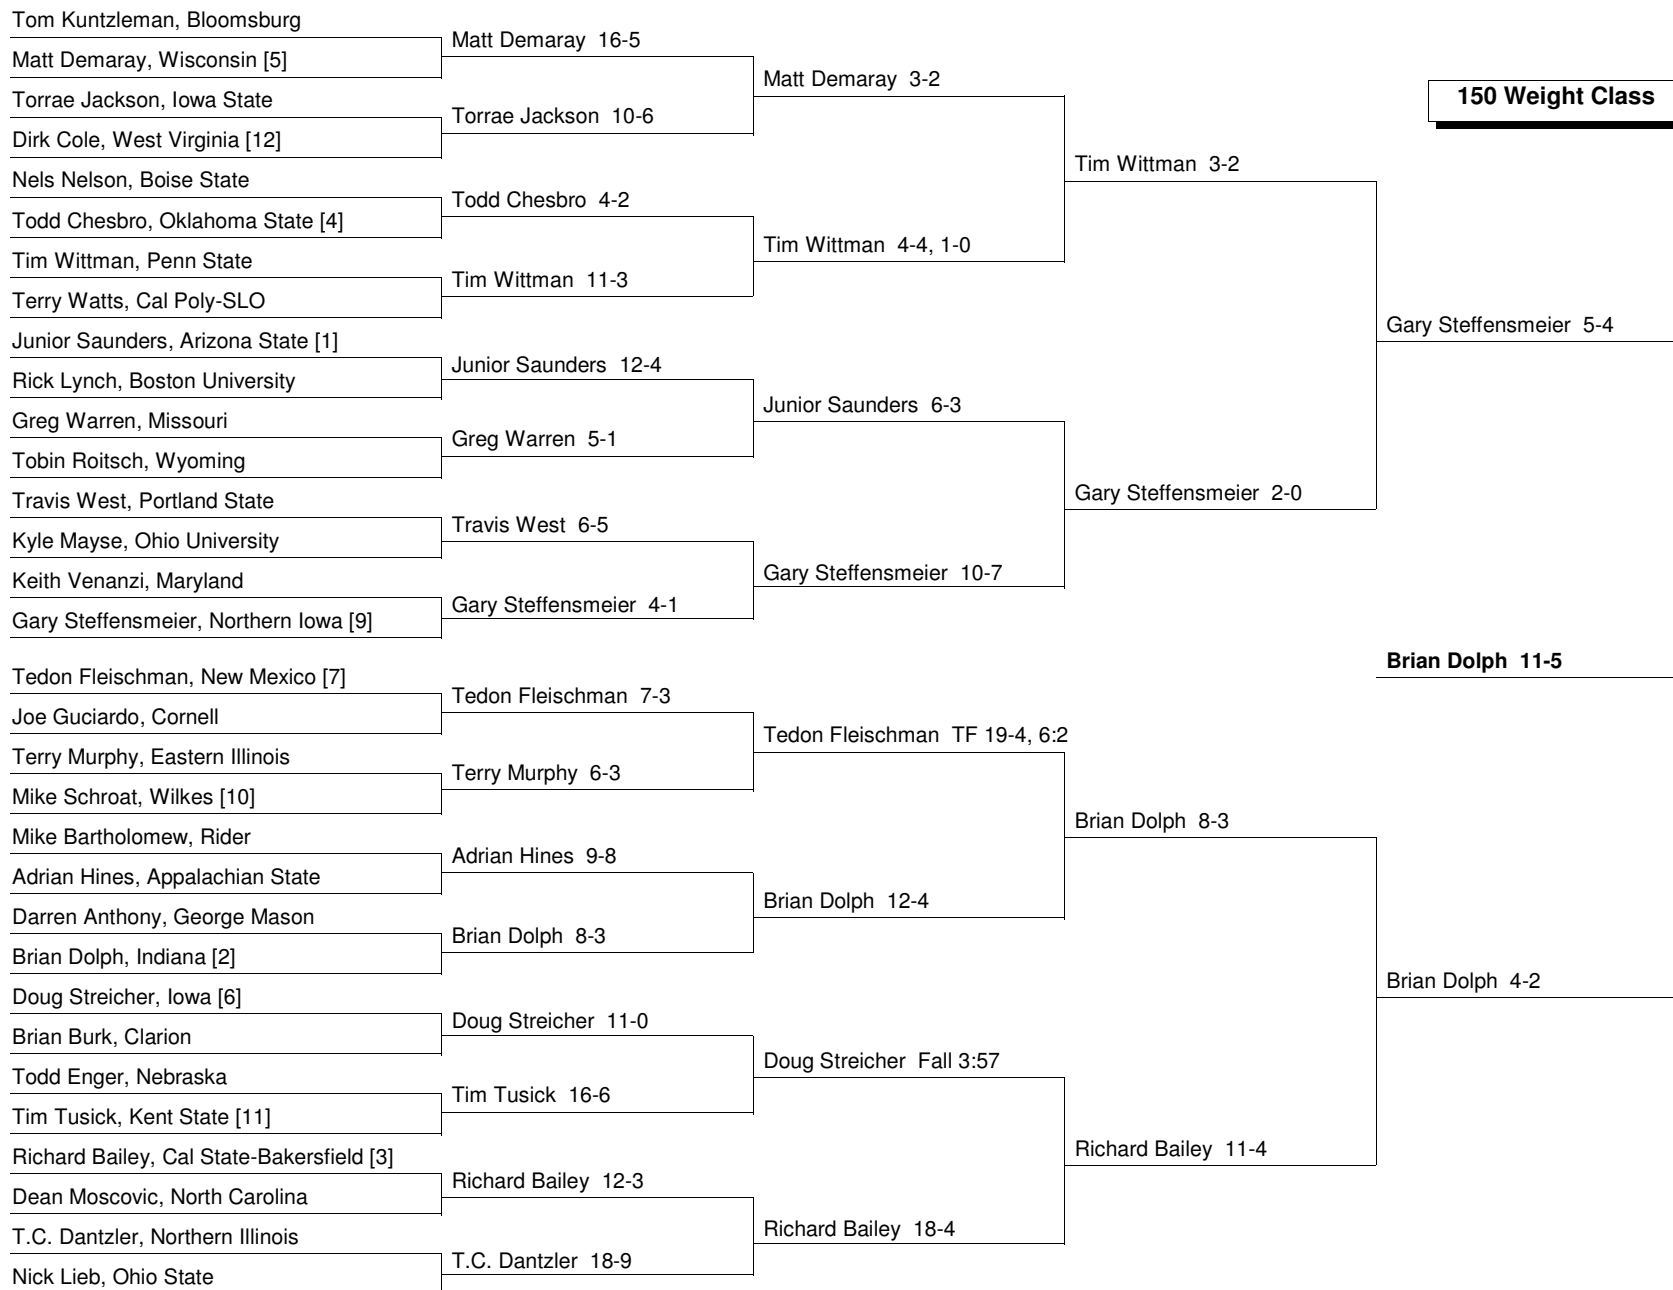 Tom Kuntzleman, Bloomsburg
Matt Demaray, Wisconsin [5]
Torrae Jackson, Iowa State
Dirk Cole, West Virginia [12]
Nels Nelson, Boise State
Todd Chesbro, Oklahoma State [4]
Tim Wittman, Penn State
Terry Watts, Cal Poly-SLO
Junior Saunders, Arizona State [1]
Rick Lynch, Boston University
Greg Warren, Missouri
Tobin Roitsch, Wyoming
Travis West, Portland State
Kyle Mayse, Ohio University
Keith Venanzi, Maryland
Gary Steffensmeier, Northern Iowa [9]
Tedon Fleischman, New Mexico [7]
Joe Guciardo, Cornell
Terry Murphy, Eastern Illinois
Mike Schroat, Wilkes [10]
Mike Bartholomew, Rider
Adrian Hines, Appalachian State
Darren Anthony, George Mason
Brian Dolph, Indiana [2]
Doug Streicher, Iowa [6]
Brian Burk, Clarion
Todd Enger, Nebraska
Tim Tusick, Kent State [11]
Richard Bailey, Cal State-Bakersfield [3]
Dean Moscovic, North Carolina
T.C. Dantzler, Northern Illinois
Nick Lieb, Ohio State
Matt Demaray 16-5
Torrae Jackson 10-6
Todd Chesbro 4-2
Tim Wittman 11-3
Junior Saunders 12-4
Greg Warren 5-1
Travis West 6-5
Gary Steffensmeier 4-1
Tedon Fleischman 7-3
Terry Murphy 6-3
Adrian Hines 9-8
Brian Dolph 8-3
Doug Streicher 11-0
Tim Tusick 16-6
Richard Bailey 12-3
T.C. Dantzler 18-9
Matt Demaray 3-2
Tim Wittman 4-4, 1-0
Junior Saunders 6-3
Gary Steffensmeier 10-7
Tedon Fleischman TF 19-4, 6:2
Brian Dolph 12-4
Doug Streicher Fall 3:57
Richard Bailey 18-4
Tim Wittman 3-2
Gary Steffensmeier 2-0
Brian Dolph 8-3
Richard Bailey 11-4
150 Weight Class
Gary Steffensmeier 5-4
Brian Dolph 11-5
Brian Dolph 4-2